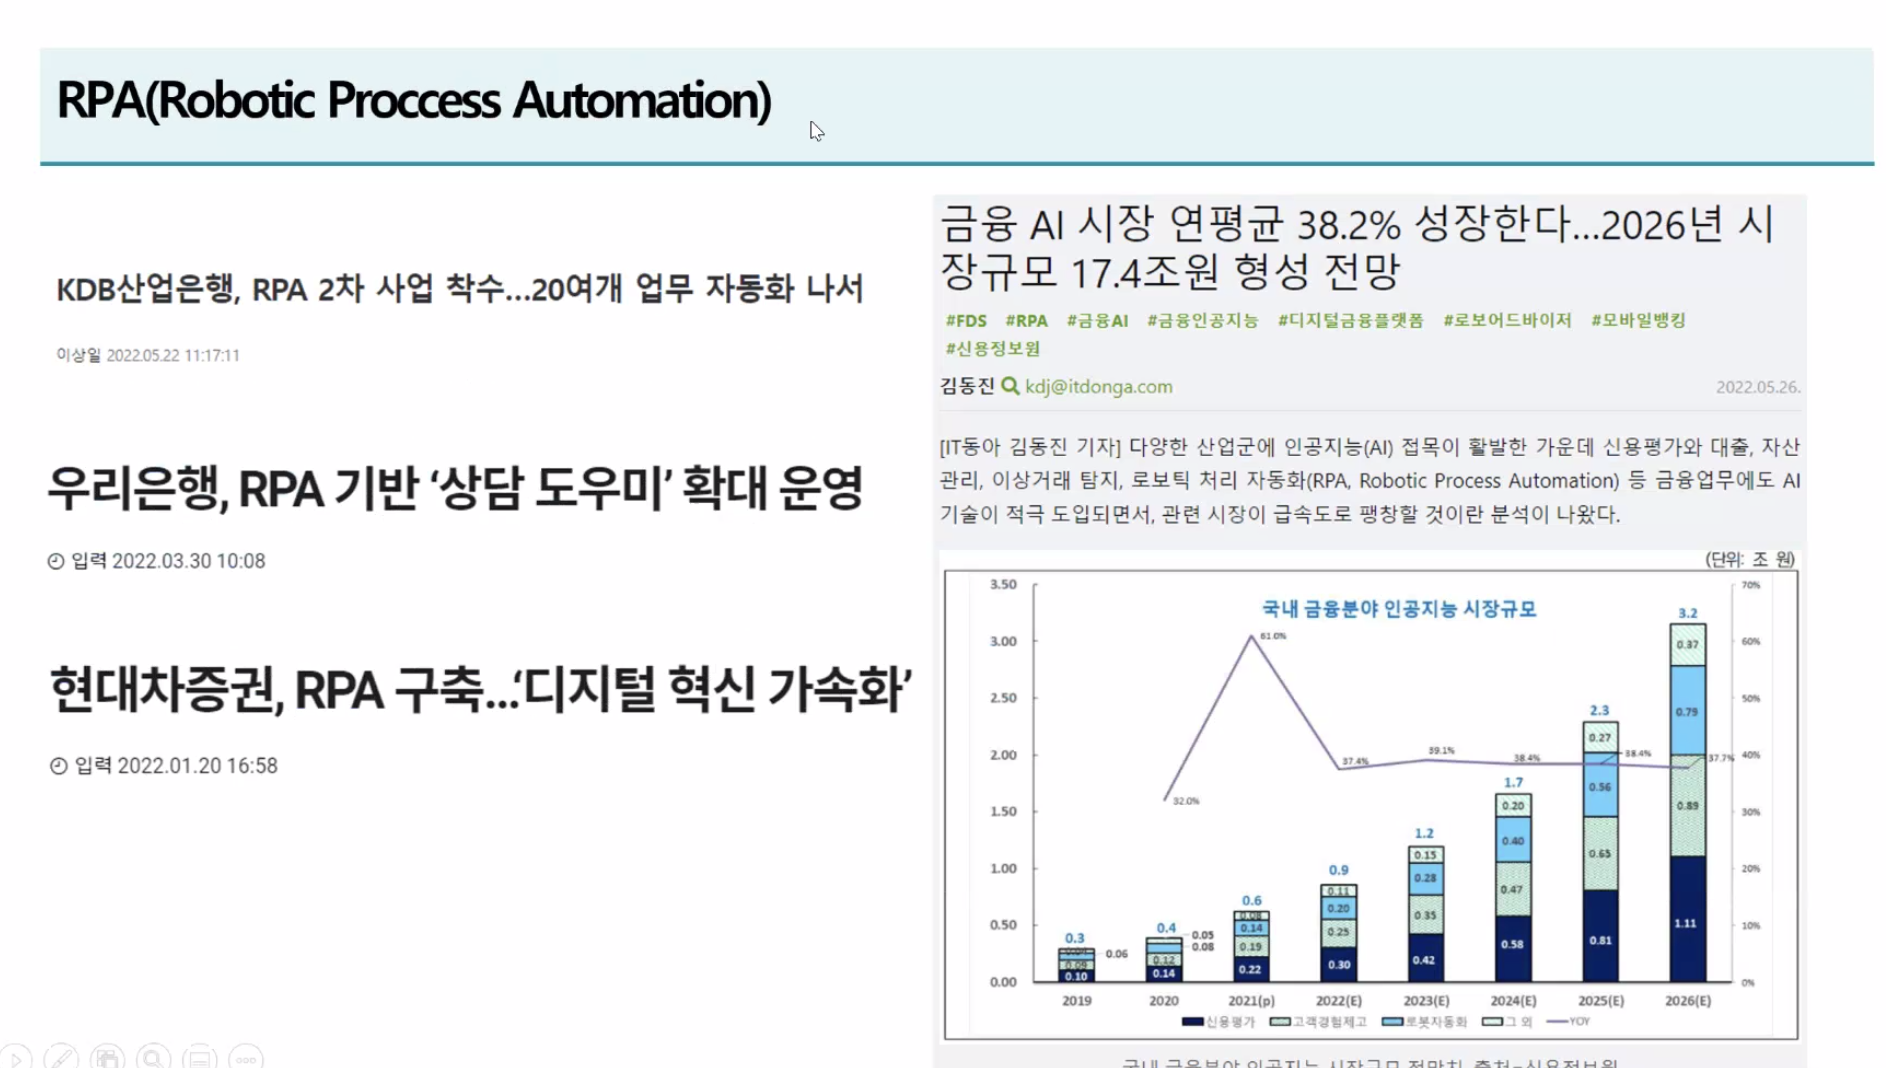 RPA(Robotic Proccess Automation)
KDB산업은행, RPA 2차 사업 착수...20여개 업무 자동화 나서
이상일 2022.05.22 11:17:11
우리은행, RPA 기반 ‘상담 도우미’ 확대 운영
입력 2022.03.30 10:08
현대차증권, RPA 구축...‘디지털 혁신 가속화’
입력 2022.01.20 16:58
금융 AI 시장 연평균 38.2% 성장한다...2026년 시
장규모 17.4조원 형성 전망
#FDS #RPA #금융AI #금융인공지능 #디지털금융플랫폼 #로보어드바이저 #모바일뱅킹
#신용정보원
김동진 kdj@itdonga.com 2022.05.26.
[IT동아 김동진 기자] 다양한 산업군에 인공지능(AI) 접목이 활발한 가운데 신용평가와 대출, 자산
관리, 이상거래 탐지, 로보틱 처리 자동화(RPA, Robotic Process Automation) 등 금융업무에도 AI
기술이 적극 도입되면서, 관련 시장이 급속도로 팽창할 것이란 분석이 나왔다.
(단위: 조 원)
국내 금융분야 인공지능 시장규모
3.50 70%
3.00 60%
2.50 50%
2.00 40%
1.50 30%
1.00 20%
0.50 10%
0.00 0%
32.0% 61.0% 37.4% 39.1% 38.4% 38.4% 37.7%
0.3 0.4 0.6 0.9 1.2 1.7 2.3 3.2
0.05 0.08 0.11 0.15 0.20 0.27 0.37
0.06 0.08 0.14 0.20 0.28 0.40 0.56 0.79
0.09 0.12 0.19 0.25 0.35 0.47 0.65 0.89
0.10 0.14 0.22 0.30 0.42 0.58 0.81 1.11
2019 2020 2021(p) 2022(E) 2023(E) 2024(E) 2025(E) 2026(E)
신용평가 고객경험제고 로봇자동화 그 외 YOY
국내 금융분야 인공지능 시장규모 전망치. 출처=신용정보원